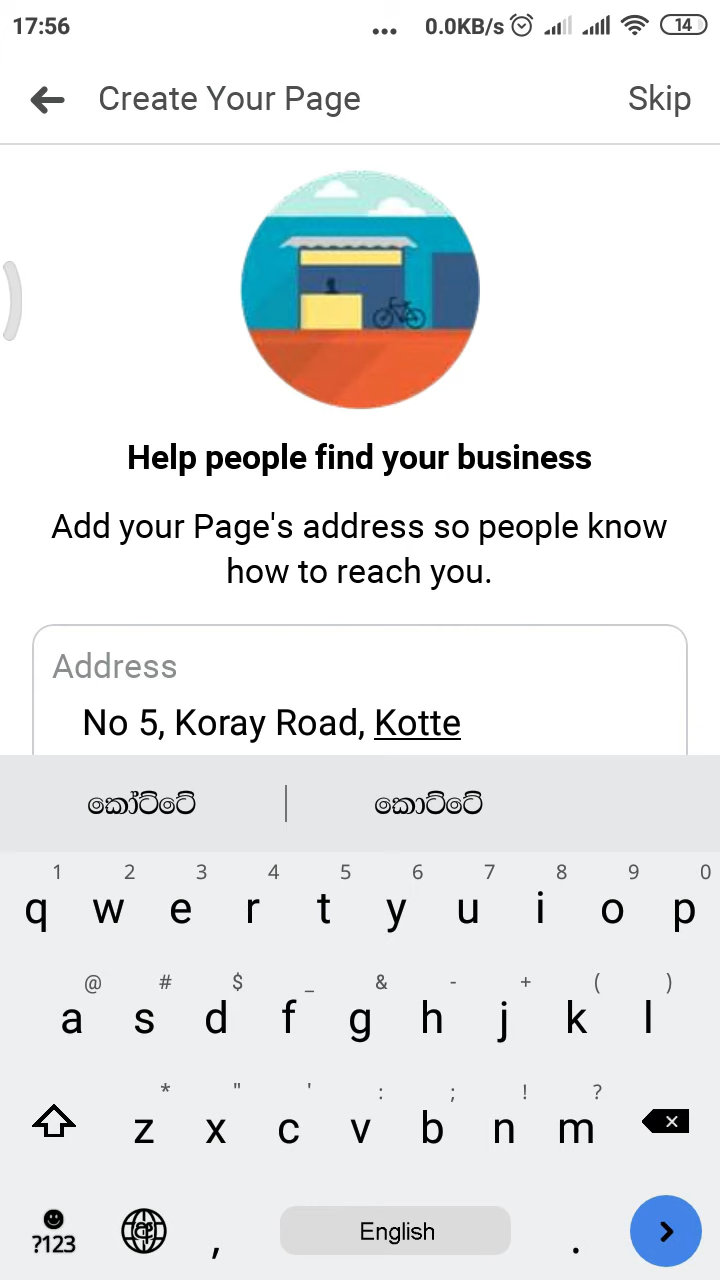 17:56 ... 0.0KB/s 14
Create Your Page Skip
Help people find your business
Add your Page's address so people know
how to reach you.
Address
No 5, Koray Road, Kotte
කෝට්ටේ | කොට්ටේ
1 2 3 4 5 6 7 8 9 0
q w e r t y u i o p
@ # $ _ & - + ( )
a s d f g h j k l
* " ' : ; ! ?
z x c v b n m
?123 අ , English .